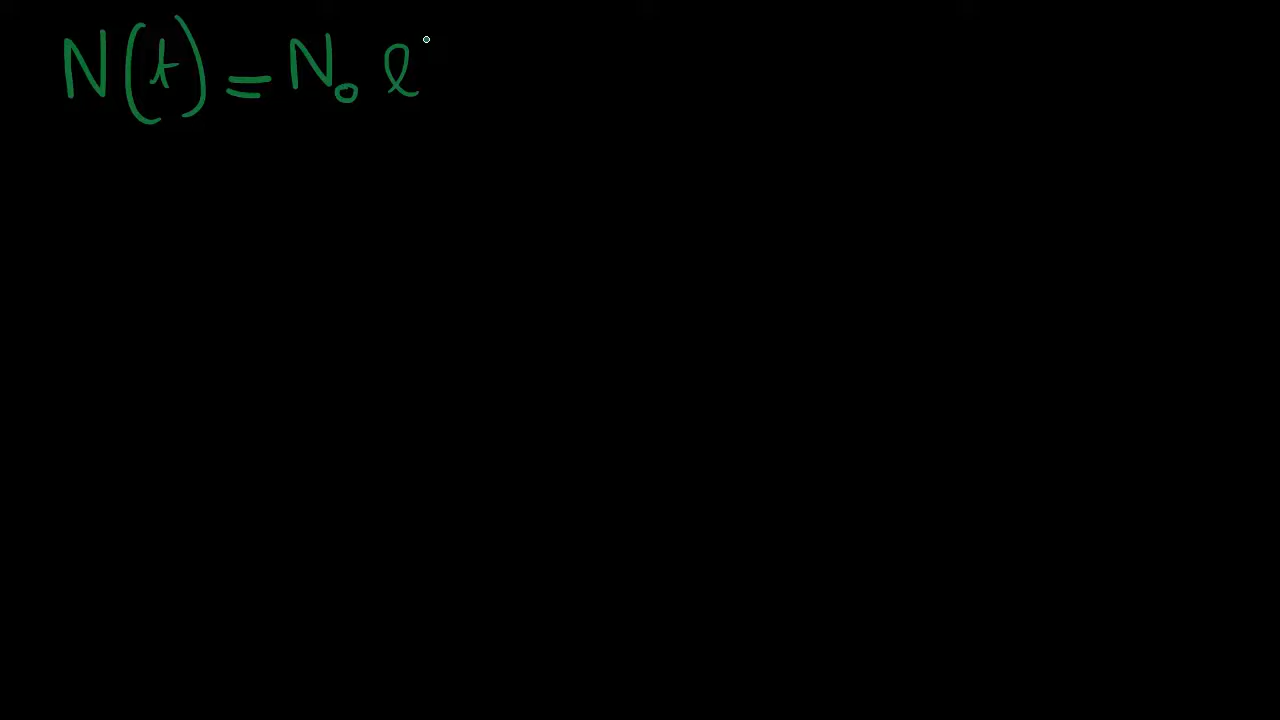 N(t) = N₀ e